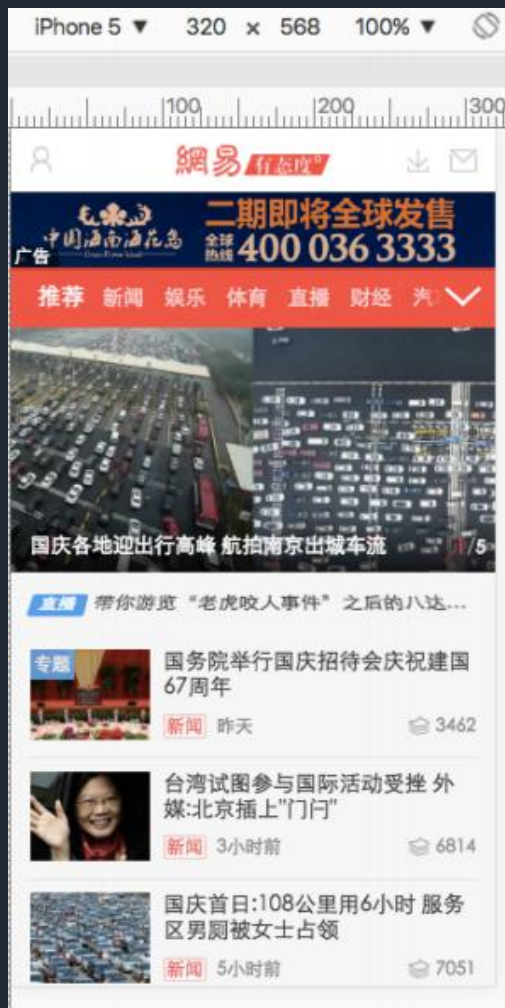 iPhone 5 ▼ 320 × 568 100% ▼
100 200 300
網易 有态度°
中国海南海花岛
二期即将全球发售
全球热线 400 036 3333
广告
推荐 新闻 娱乐 体育 直播 财经 汽
国庆各地迎出行高峰 航拍南京出城车流 1/5
直播 带你游览“老虎咬人事件”之后的八达...
专题
国务院举行国庆招待会庆祝建国
67周年
新闻 昨天 3462
台湾试图参与国际活动受挫 外
媒:北京插上"门闩"
新闻 3小时前 6814
国庆首日:108公里用6小时 服务
区男厕被女士占领
新闻 5小时前 7051